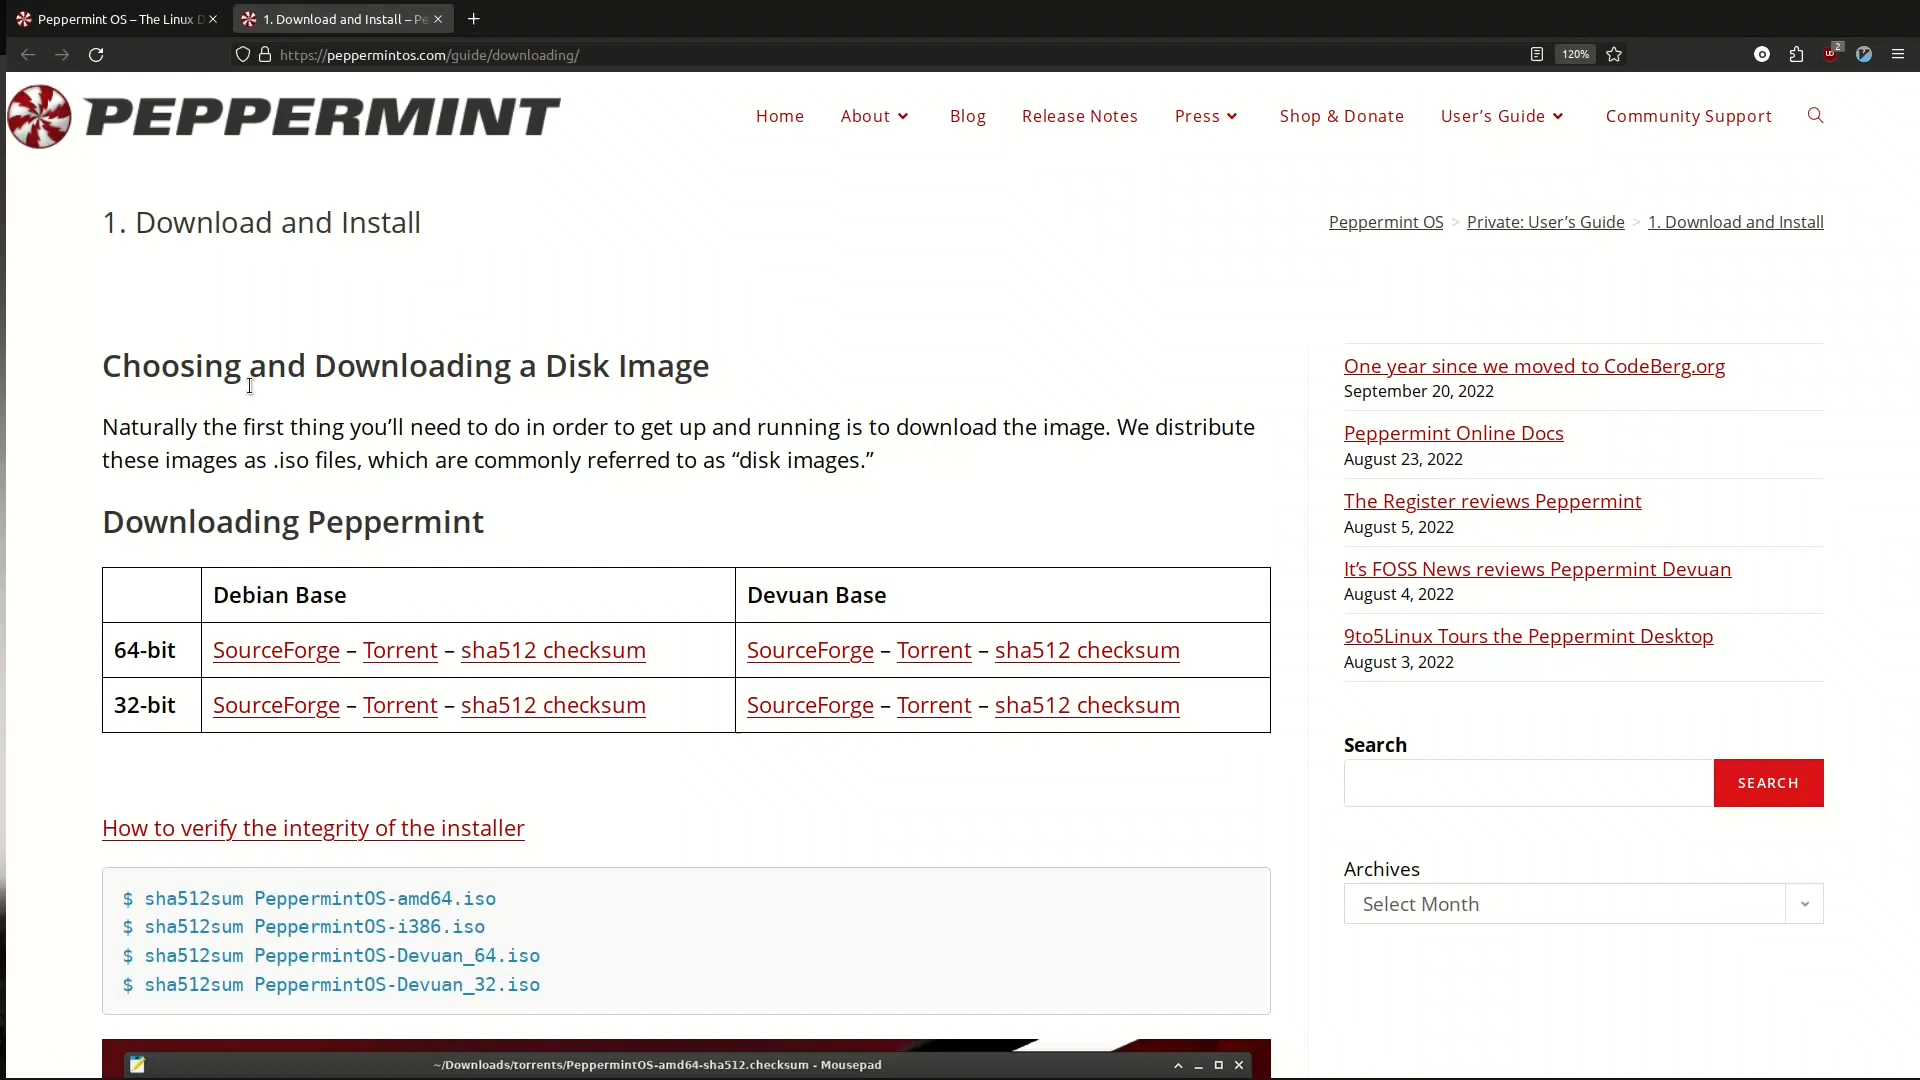 Peppermint OS – The Linux D
1. Download and Install – Pe
https://peppermintos.com/guide/downloading/
120%
2
PEPPERMINT
Home
About
Blog
Release Notes
Press
Shop & Donate
User’s Guide
Community Support
1. Download and Install
Peppermint OS > Private: User’s Guide > 1. Download and Install
Choosing and Downloading a Disk Image
Naturally the first thing you’ll need to do in order to get up and running is to download the image. We distribute
these images as .iso files, which are commonly referred to as “disk images.”
Downloading Peppermint
Debian Base
Devuan Base
64-bit
SourceForge – Torrent – sha512 checksum
SourceForge – Torrent – sha512 checksum
32-bit
SourceForge – Torrent – sha512 checksum
SourceForge – Torrent – sha512 checksum
How to verify the integrity of the installer
$ sha512sum PeppermintOS-amd64.iso
$ sha512sum PeppermintOS-i386.iso
$ sha512sum PeppermintOS-Devuan_64.iso
$ sha512sum PeppermintOS-Devuan_32.iso
~/Downloads/torrents/PeppermintOS-amd64-sha512.checksum - Mousepad
One year since we moved to CodeBerg.org
September 20, 2022
Peppermint Online Docs
August 23, 2022
The Register reviews Peppermint
August 5, 2022
It’s FOSS News reviews Peppermint Devuan
August 4, 2022
9to5Linux Tours the Peppermint Desktop
August 3, 2022
Search
SEARCH
Archives
Select Month